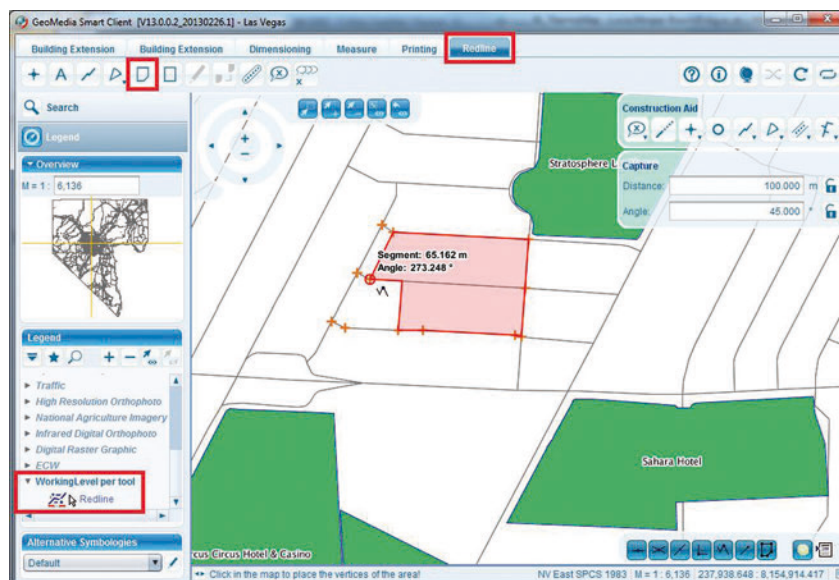 GeoMedia Smart Client [V13.0.0.2_20130226.1] - Las Vegas
Building Extension Building Extension Dimensioning Measure Printing Redline
A
Search
Legend
Overview
M = 1 : 6,136
Construction Aid
Capture
Distance: 100.000 m
Angle: 45.000 °
Stratosphere L
Segment: 65.162 m
Angle: 273.248 °
Legend
Traffic
High Resolution Orthophoto
National Agriculture Imagery
Infrared Digital Orthophoto
Digital Raster Graphic
ECW
WorkingLevel per tool
Redline
Sahara Hotel
Alternative Symbologies
Default
cus Circus Hotel & Casino
Click in the map to place the vertices of the area!
NV East SPCS 1983 M = 1 : 6,136 237,938.648 : 8,154,914.417